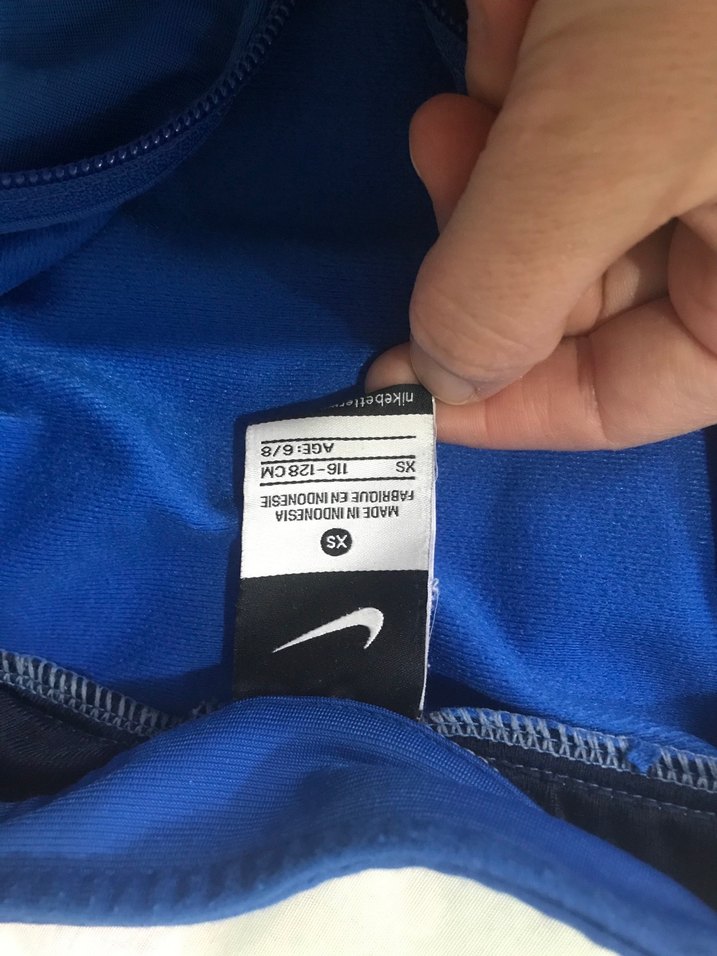 XS
MADE IN INDONESIA
FABRIQUE EN INDONESIE
XS 116-128 CM
AGE: 6/8